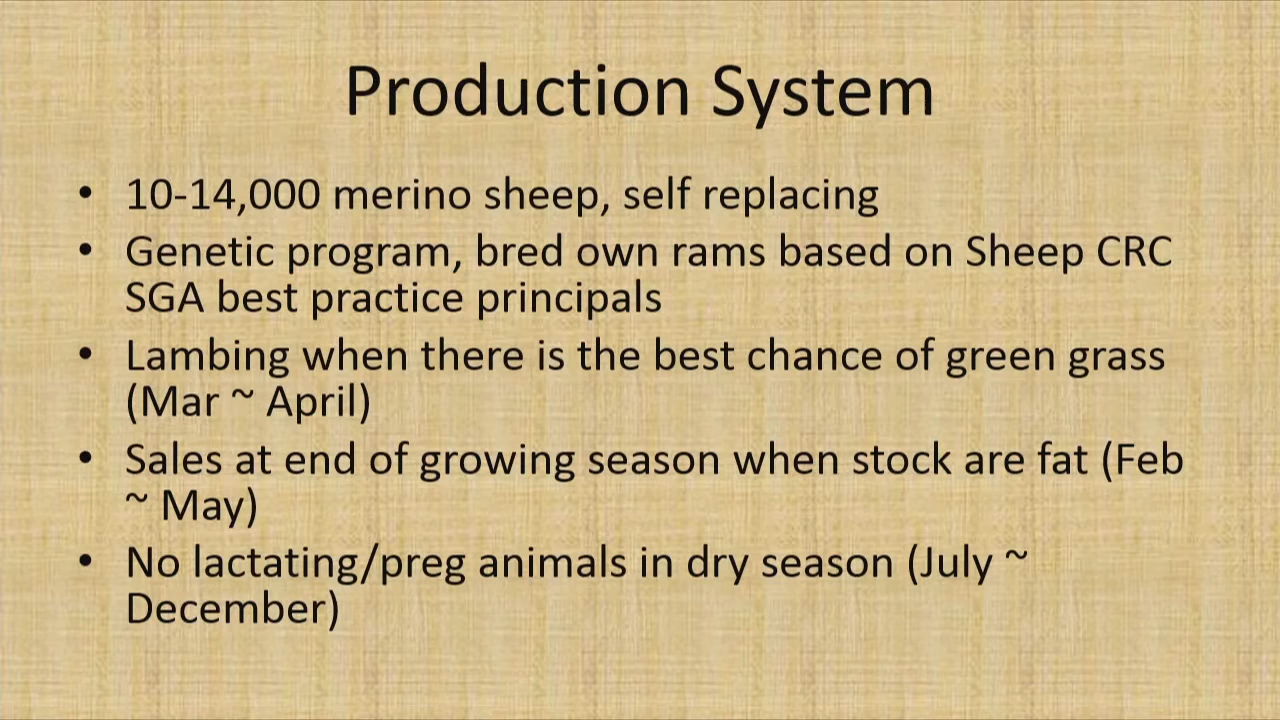 Production System
• 10-14,000 merino sheep, self replacing
• Genetic program, bred own rams based on Sheep CRC
SGA best practice principals
• Lambing when there is the best chance of green grass
(Mar ~ April)
• Sales at end of growing season when stock are fat (Feb
~ May)
• No lactating/preg animals in dry season (July ~
December)